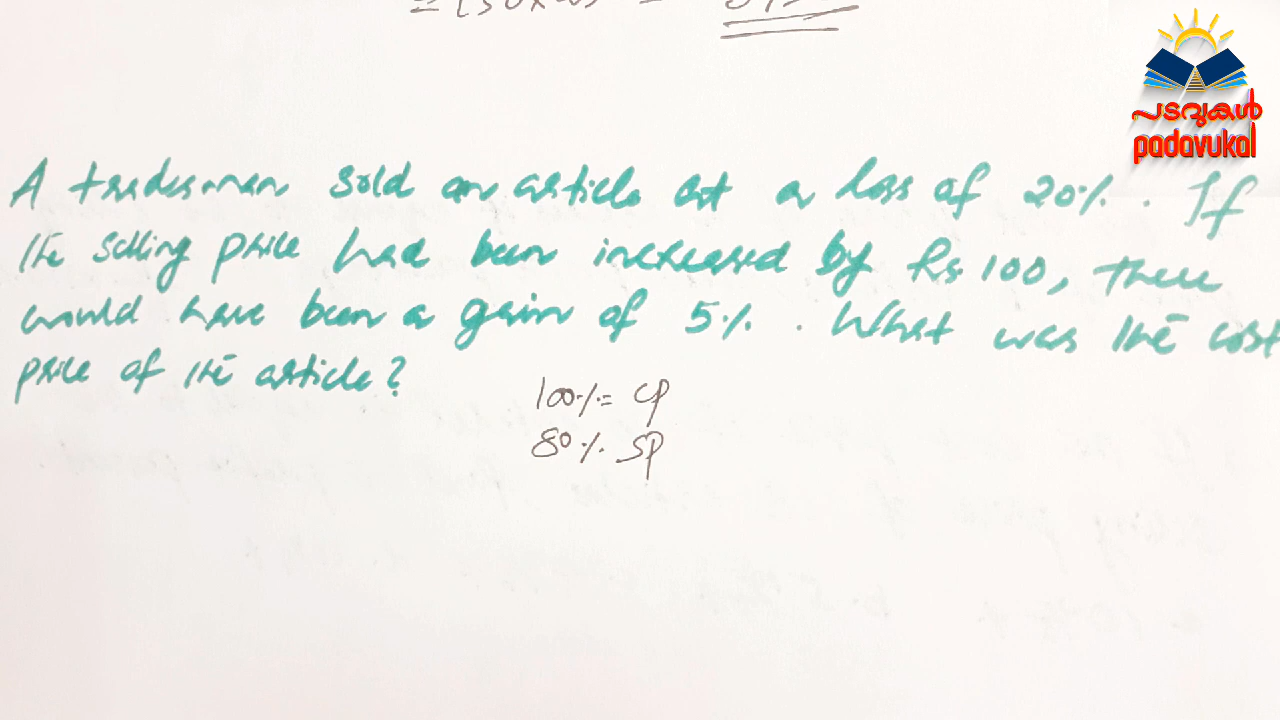 പടവുകൾ
padavukal
A tradesman sold an article at a loss of 20%. If
the selling price had been increased by Rs. 100, there
would have been a gain of 5%. What was the cost
price of the article?
100% = CP
80% SP